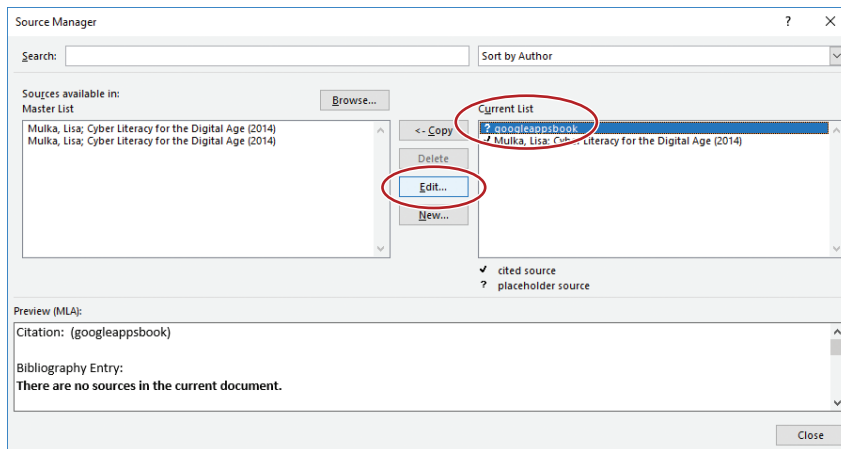 Source Manager
? ×
Search:
Sort by Author
Sources available in:
Master List
Browse...
Mulka, Lisa; Cyber Literacy for the Digital Age (2014)
Mulka, Lisa; Cyber Literacy for the Digital Age (2014)
<- Copy
Delete
Edit...
New...
Current List
? googleappsbook
✓ Mulka, Lisa; Cyber Literacy for the Digital Age (2014)
✓ cited source
? placeholder source
Preview (MLA):
Citation: (googleappsbook)
Bibliography Entry:
There are no sources in the current document.
Close